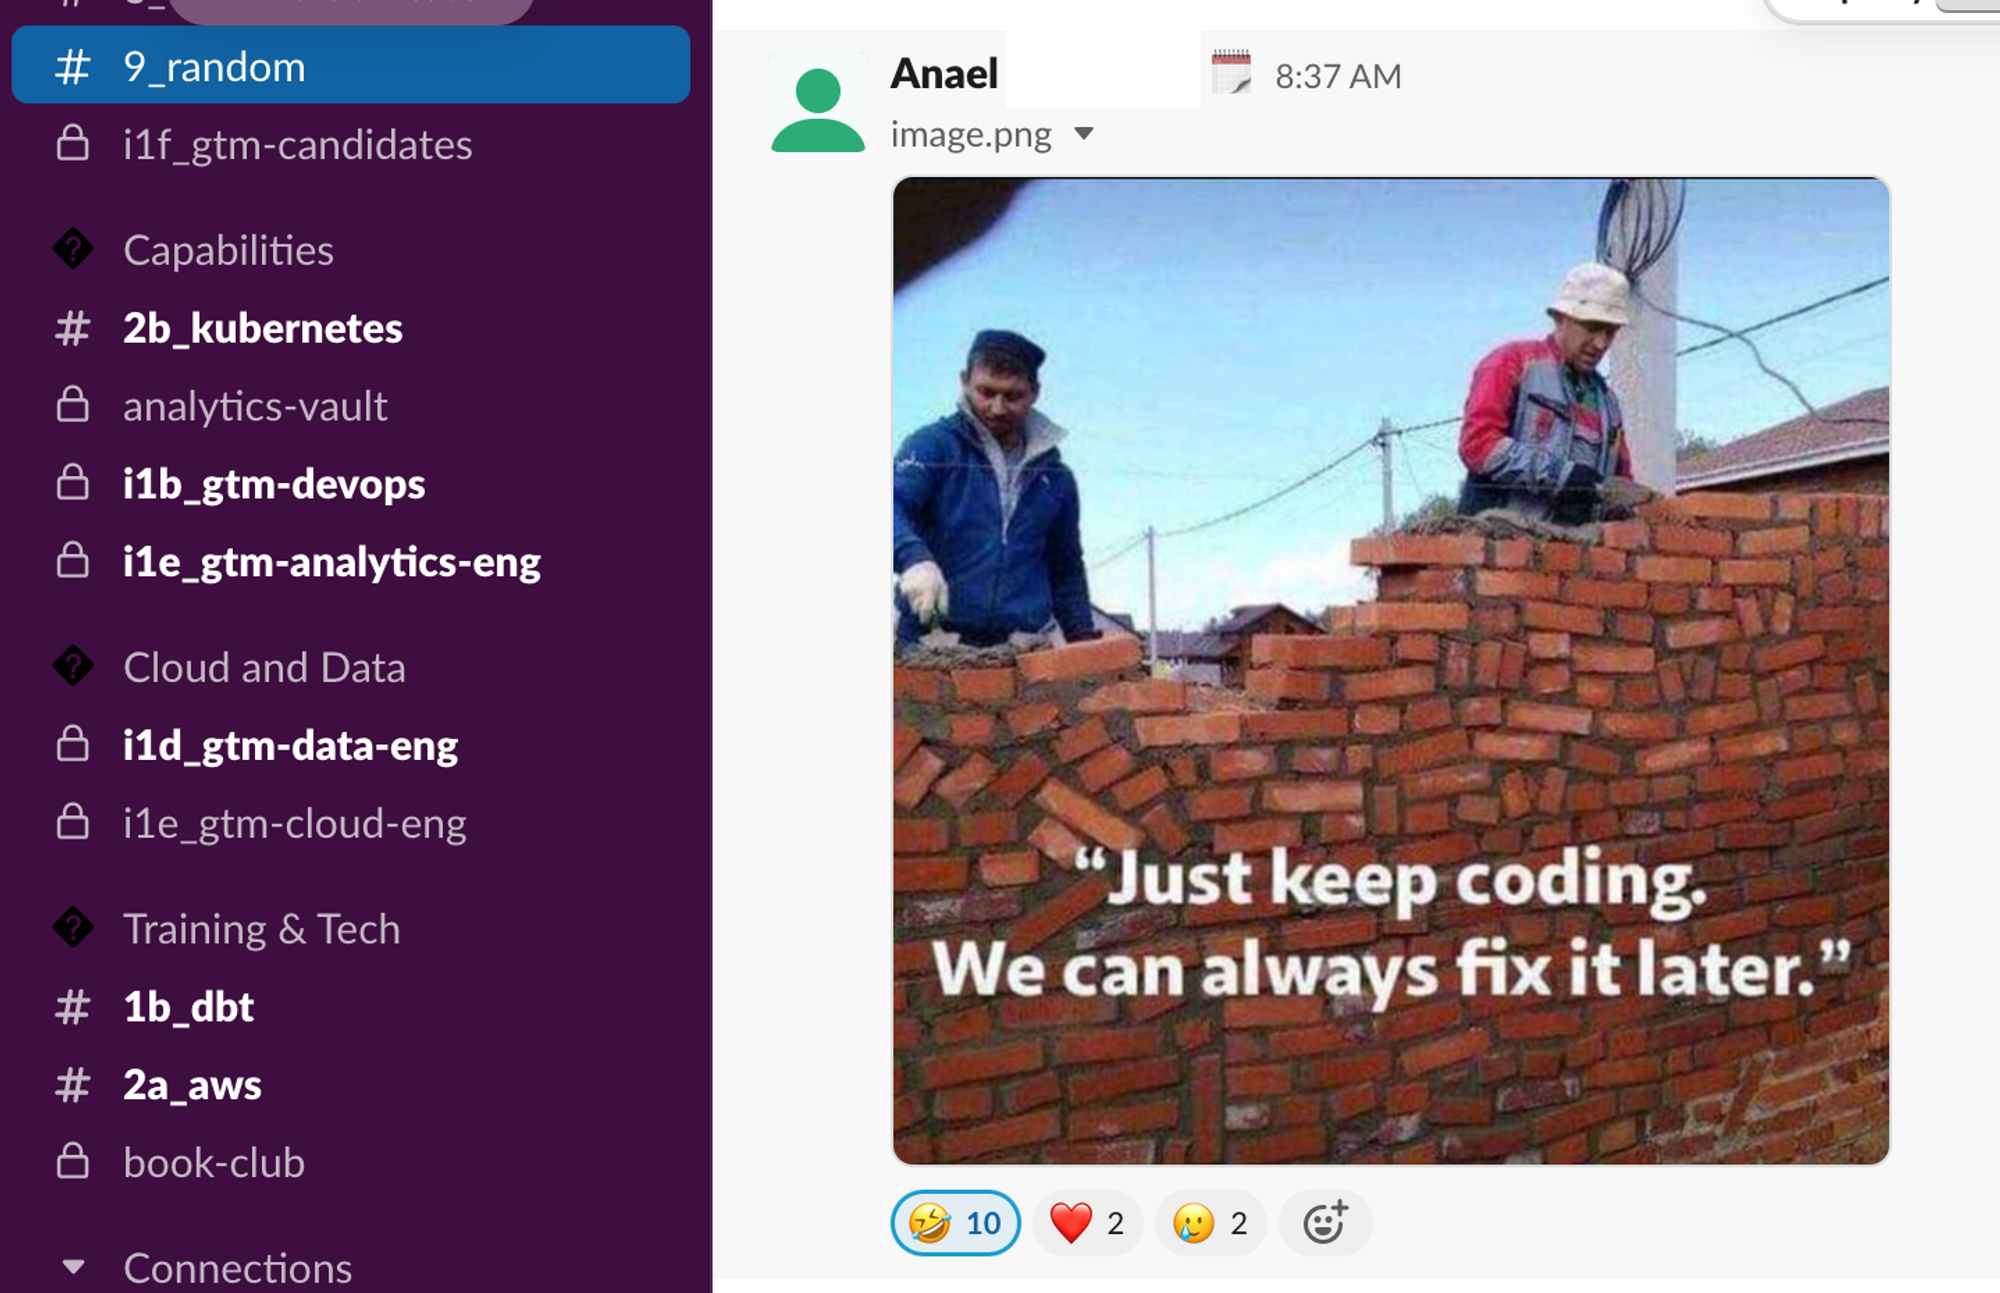 9_random
i1f_gtm-candidates
Capabilities
2b_kubernetes
analytics-vault
i1b_gtm-devops
i1e_gtm-analytics-eng
Cloud and Data
i1d_gtm-data-eng
i1e_gtm-cloud-eng
Training & Tech
1b_dbt
2a_aws
book-club
Connections
Anael 8:37 AM
image.png
“Just keep coding.
We can always fix it later.”
10 2 2